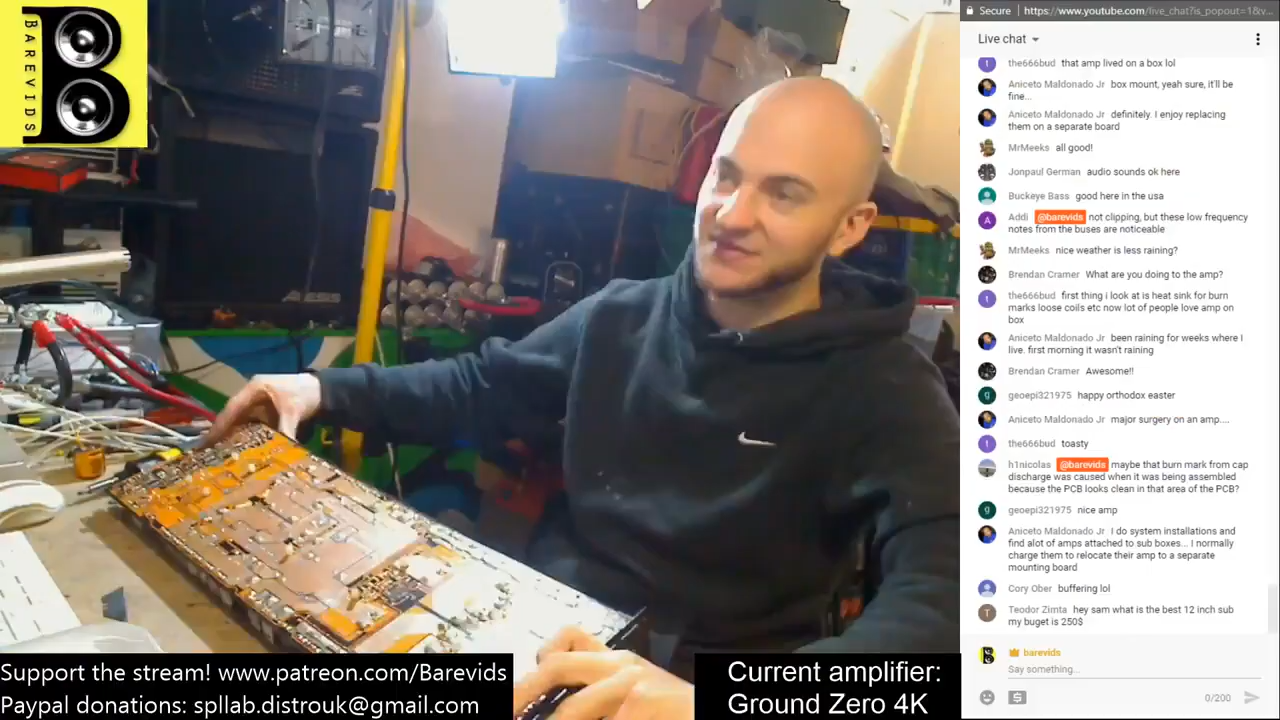 BAREVIDS
B
Support the stream! www.patreon.com/Barevids
Paypal donations: spllab.distrouk@gmail.com
Current amplifier:
Ground Zero 4K
Secure | https://www.youtube.com/live_chat?is_popout=1&v...
Live chat
the666bud that amp lived on a box lol
Aniceto Maldonado Jr box mount, yeah sure, it'll be
fine...
Aniceto Maldonado Jr definitely. I enjoy replacing
them on a separate board
MrMeeks all good!
Jonpaul German audio sounds ok here
Buckeye Bass good here in the usa
A Addi @barevids not clipping, but these low frequency
notes from the buses are noticeable
MrMeeks nice weather is less raining?
Brendan Cramer What are you doing to the amp?
the666bud first thing i look at is heat sink for burn
marks loose coils etc now lot of people love amp on
box
Aniceto Maldonado Jr been raining for weeks where I
live. first morning it wasn't raining
Brendan Cramer Awesome!!
g geoepi321975 happy orthodox easter
Aniceto Maldonado Jr major surgery on an amp....
the666bud toasty
h1nicolas @barevids maybe that burn mark from cap
discharge was caused when it was being assembled
because the PCB looks clean in that area of the PCB?
g geoepi321975 nice amp
Aniceto Maldonado Jr I do system installations and
find alot of amps attached to sub boxes... I normally
charge them to relocate their amp to a separate
mounting board
Cory Ober buffering lol
T Teodor Zimta hey sam what is the best 12 inch sub
my buget is 250$
barevids
Say something...
0/200